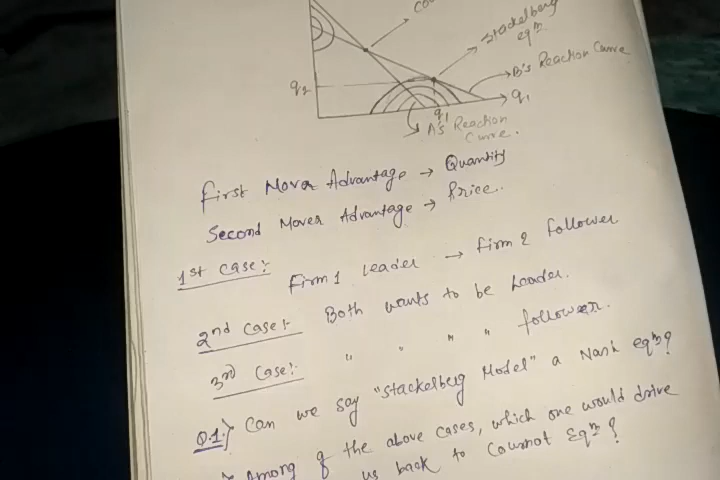 Co
Stackelberg
eqm
B's Reaction Curve
q2
q1
q1
A's Reaction
Curve.
First Mover Advantage → Quantity
Second Mover Advantage → Price.
1st Case:- Firm 1 leader → Firm 2 follower
2nd Case:- Both wants to be Leader.
3rd Case:- " " " " follower.
Q.1:) Can we say "Stackelberg Model" a Nash eqm?
Among of the above cases, which one would drive
us back to Cournot Eqm?